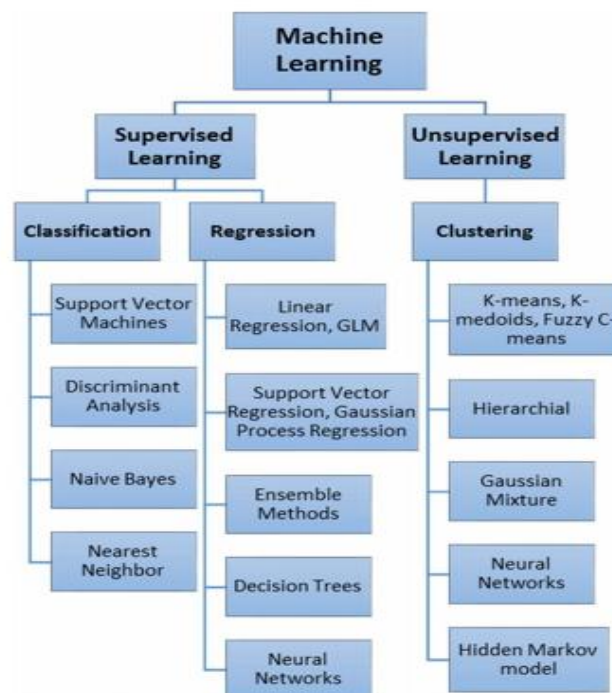 Machine
Learning
Supervised
Learning
Unsupervised
Learning
Classification
Regression
Clustering
Support Vector
Machines
Discriminant
Analysis
Naive Bayes
Nearest
Neighbor
Linear
Regression, GLM
Support Vector
Regression, Gaussian
Process Regression
Ensemble
Methods
Decision Trees
Neural
Networks
K-means, K-
medoids, Fuzzy C-
means
Hierarchial
Gaussian
Mixture
Neural
Networks
Hidden Markov
model